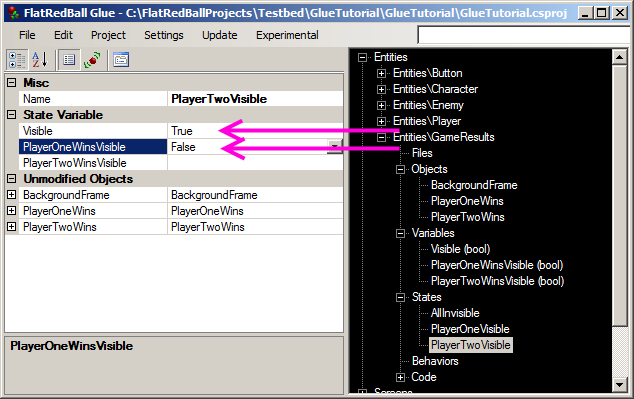 FlatRedBall Glue - C:\FlatRedBallProjects\Testbed\GlueTutorial\GlueTutorial\GlueTutorial.csproj
File Edit Project Settings Update Experimental
Misc
Name PlayerTwoVisible
State Variable
Visible True
PlayerOneWinsVisible False
PlayerTwoWinsVisible
Unmodified Objects
BackgroundFrame BackgroundFrame
PlayerOneWins PlayerOneWins
PlayerTwoWins PlayerTwoWins
PlayerOneWinsVisible
Entities
Entities\Button
Entities\Character
Entities\Enemy
Entities\Player
Entities\GameResults
Files
Objects
BackgroundFrame
PlayerOneWins
PlayerTwoWins
Variables
Visible (bool)
PlayerOneWinsVisible (bool)
PlayerTwoWinsVisible (bool)
States
AllInvisible
PlayerOneVisible
PlayerTwoVisible
Behaviors
Code
Screens